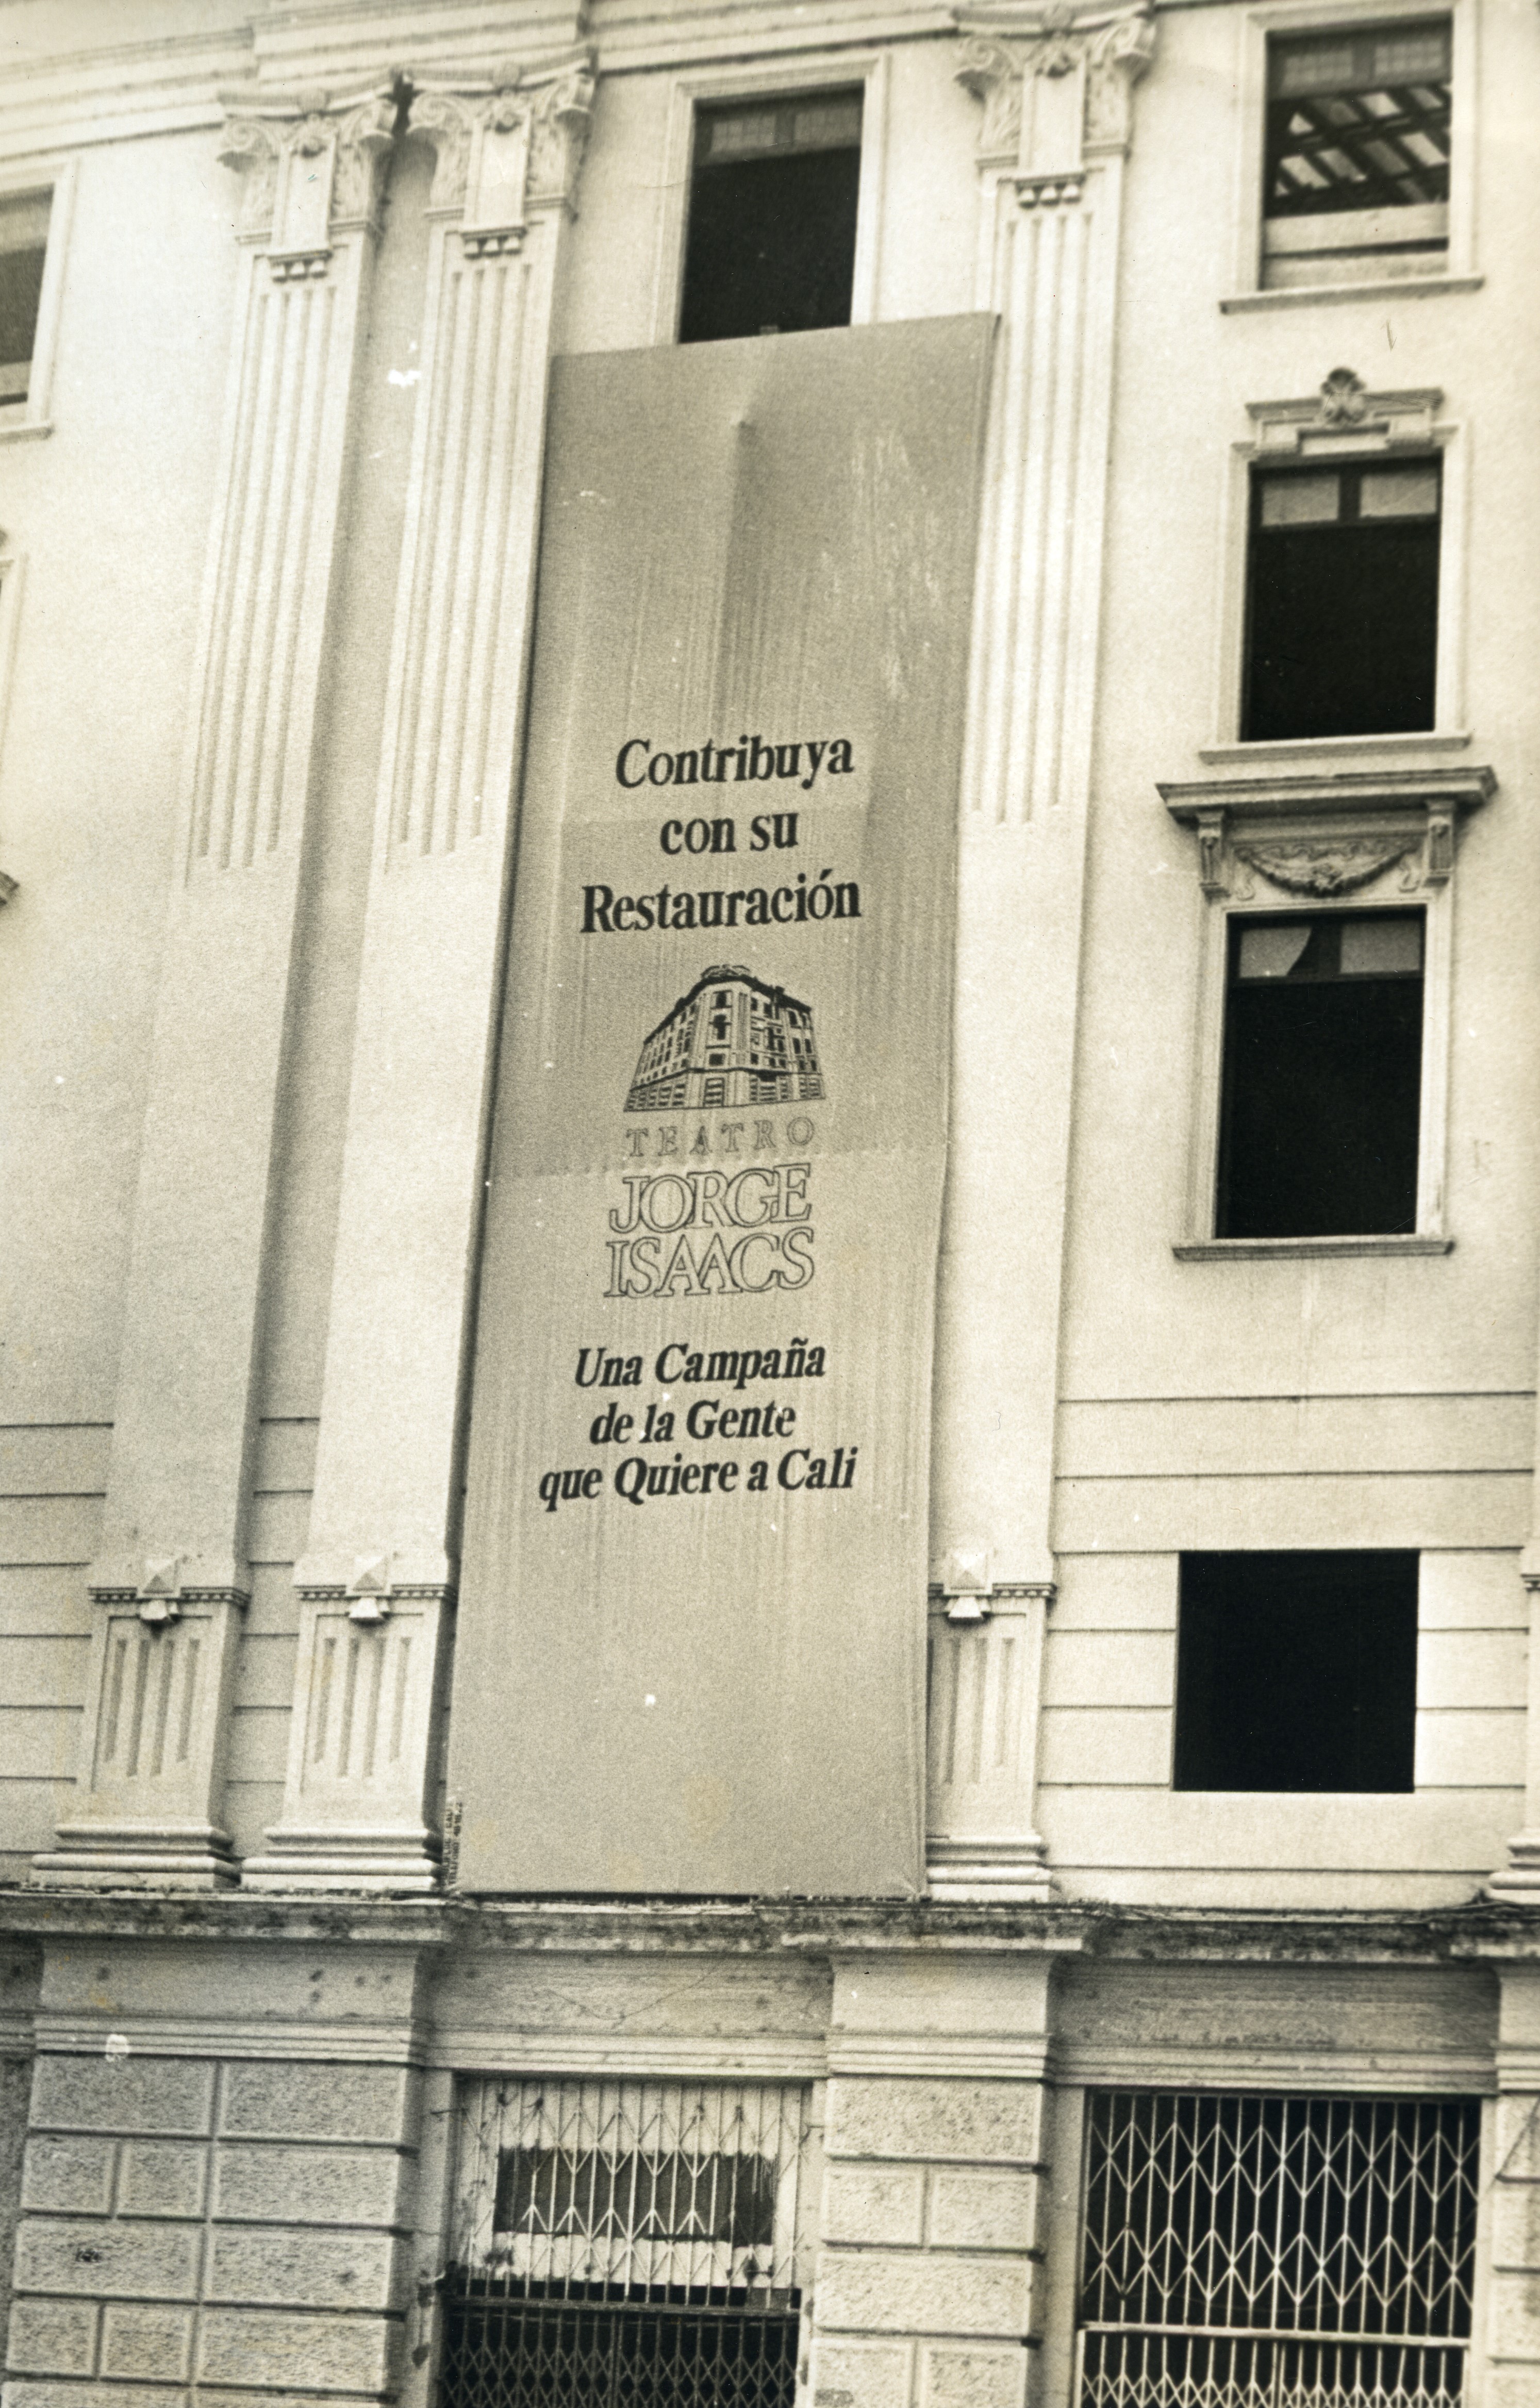 Contribuya
con su
Restauración
TEATRO
JORGE
ISAACS
Una Campaña
de la Gente
que Quiere a Cali